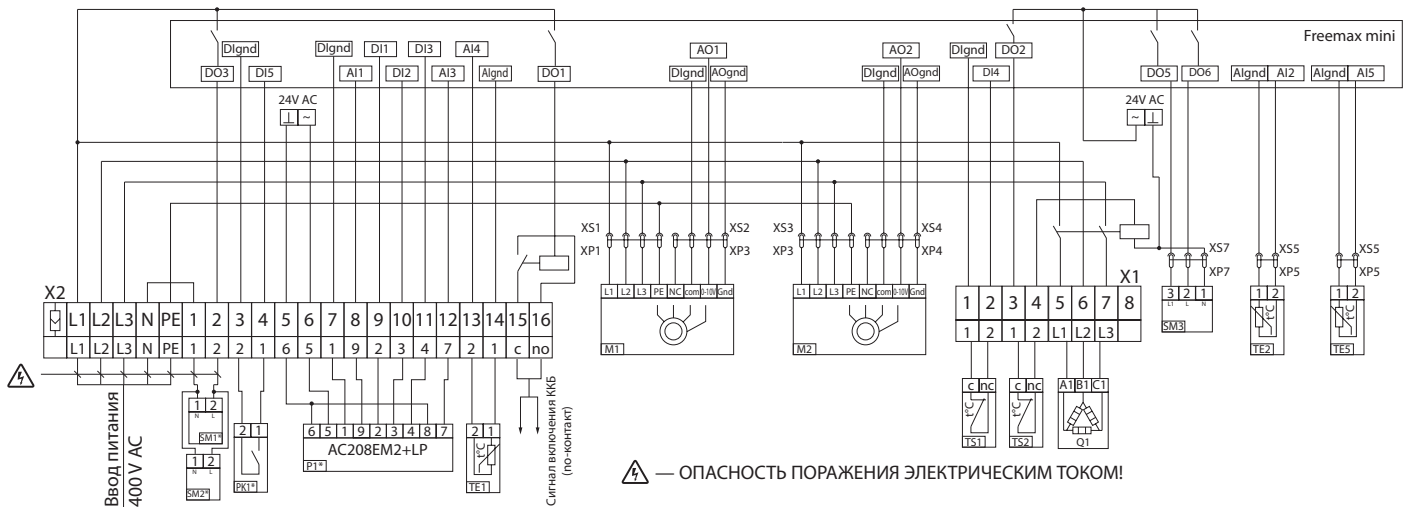 Freemax mini
AO1 AO2
DIgnd DIgnd DI1 DI3 AI4 DIgnd DO2
DO3 DI5 AI1 DI2 AI3 AIgnd DO1 DIgnd AOgnd DIgnd AOgnd DI4 DO5 DO6 AIgnd AI2 AIgnd AI5
24V AC
⊥ ~
24V AC
~ ⊥
XS1 XS2 XS3 XS4
XP1 XP3 XP3 XP4
XS7 XS5 XS5
XP7 XP5 XP5
X2
L1 L2 L3 N PE 1 2 3 4 5 6 7 8 9 10 11 12 13 14 15 16
L1 L2 L3 N PE 1 2 2 1 6 5 1 9 2 3 4 7 2 1 c no
L1 L2 L3 PE NC com 0-10V Gnd
M1
L1 L2 L3 PE NC com 0-10V Gnd
M2
X1
1 2 3 4 5 6 7 8
1 2 1 2 L1 L2 L3
3 2 1
L1 L N
SM3
1 2
t°C
TE2
1 2
t°C
TE5
Ввод питания
400V AC
1 2
N L
SM1*
1 2
N L
SM2*
2 1
PK1*
6 5 1 9 2 3 4 8 7
AC208EM2+LP
P1*
2 1
t°C
TE1
Сигнал включения ККБ
(no-контакт)
c nc
t°C
TS1
c nc
t°C
TS2
A1 B1 C1
Q1
— ОПАСНОСТЬ ПОРАЖЕНИЯ ЭЛЕКТРИЧЕСКИМ ТОКОМ!